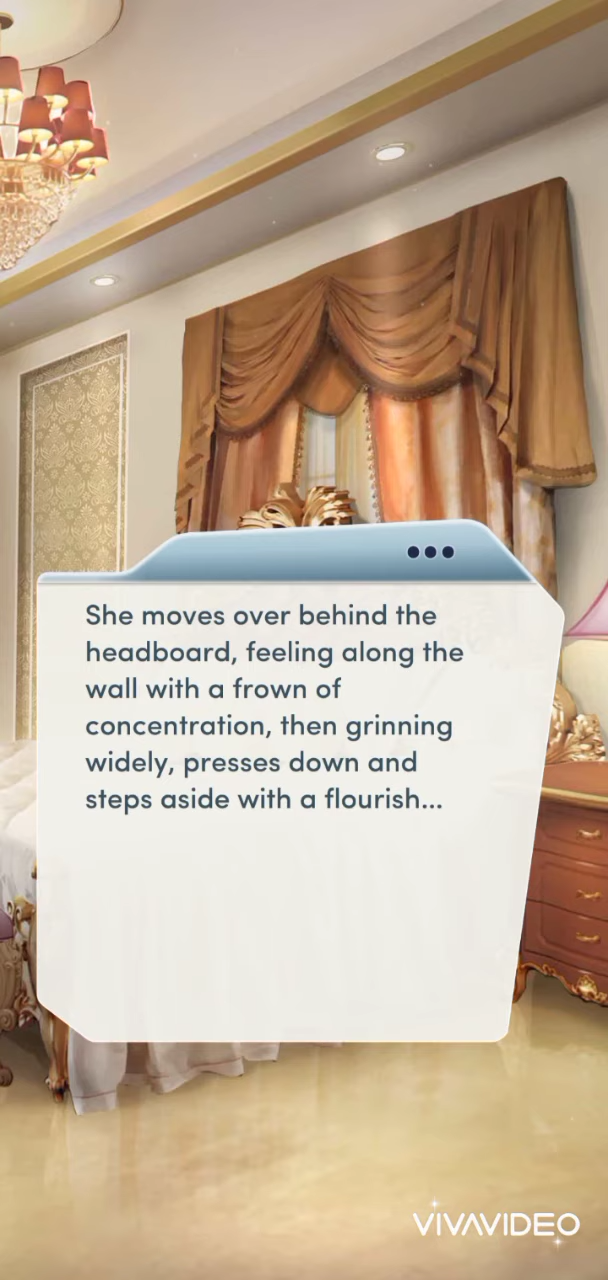 She moves over behind the
headboard, feeling along the
wall with a frown of
concentration, then grinning
widely, presses down and
steps aside with a flourish...
VIVAVIDEO